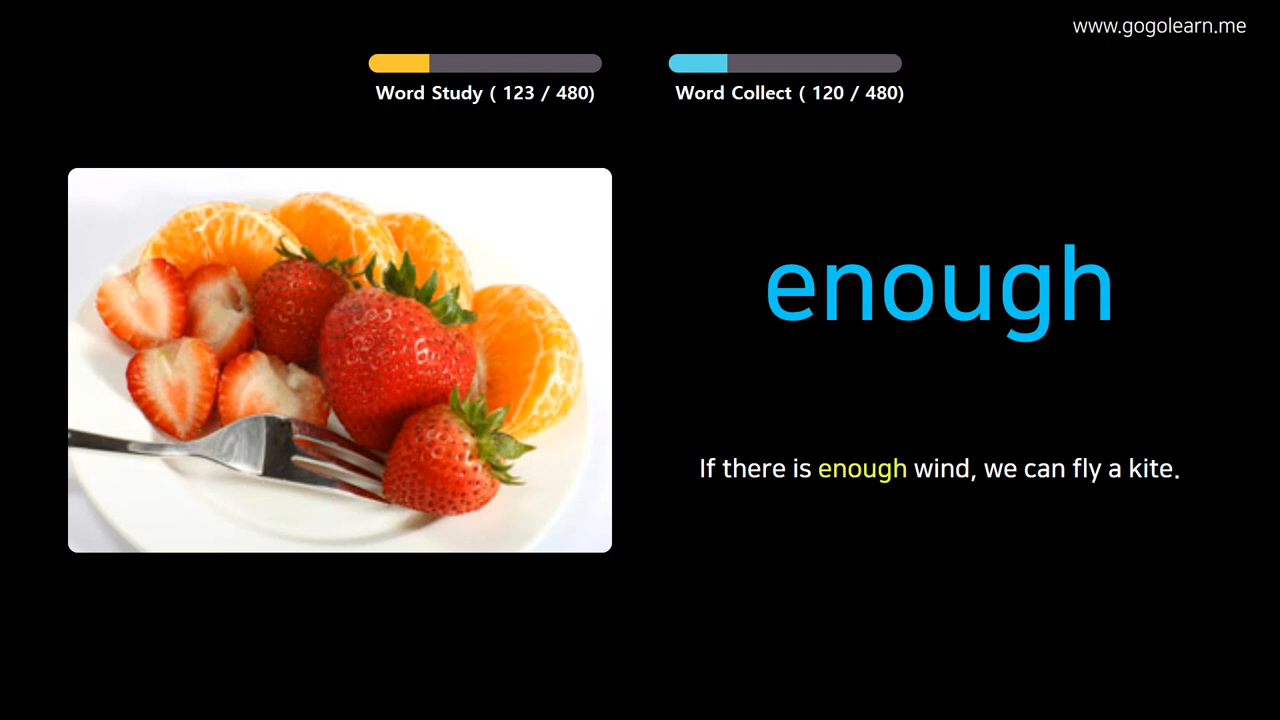 www.gogolearn.me
Word Study ( 123 / 480)
Word Collect ( 120 / 480)
enough
If there is enough wind, we can fly a kite.